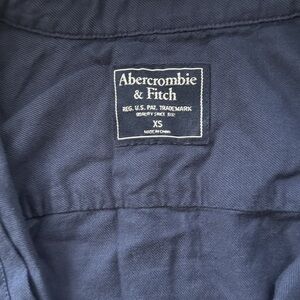 Abercrombie
& Fitch
REG. U.S. PAT. TRADEMARK
QUALITY SINCE 1892
XS
MADE IN CHINA